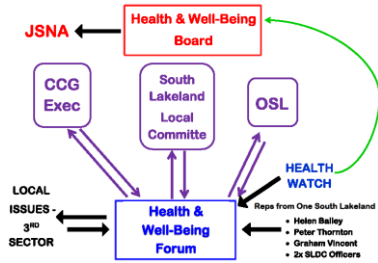 JSNA
Health & Well-Being
Board
CCG
Exec
South
Lakeland
Local
Committe
OSL
HEALTH
WATCH
LOCAL
ISSUES -
3RD
SECTOR
Health &
Well-Being
Forum
Reps from One South Lakeland
• Helen Bailey
• Peter Thornton
• Graham Vincent
• 2x SLDC Officers